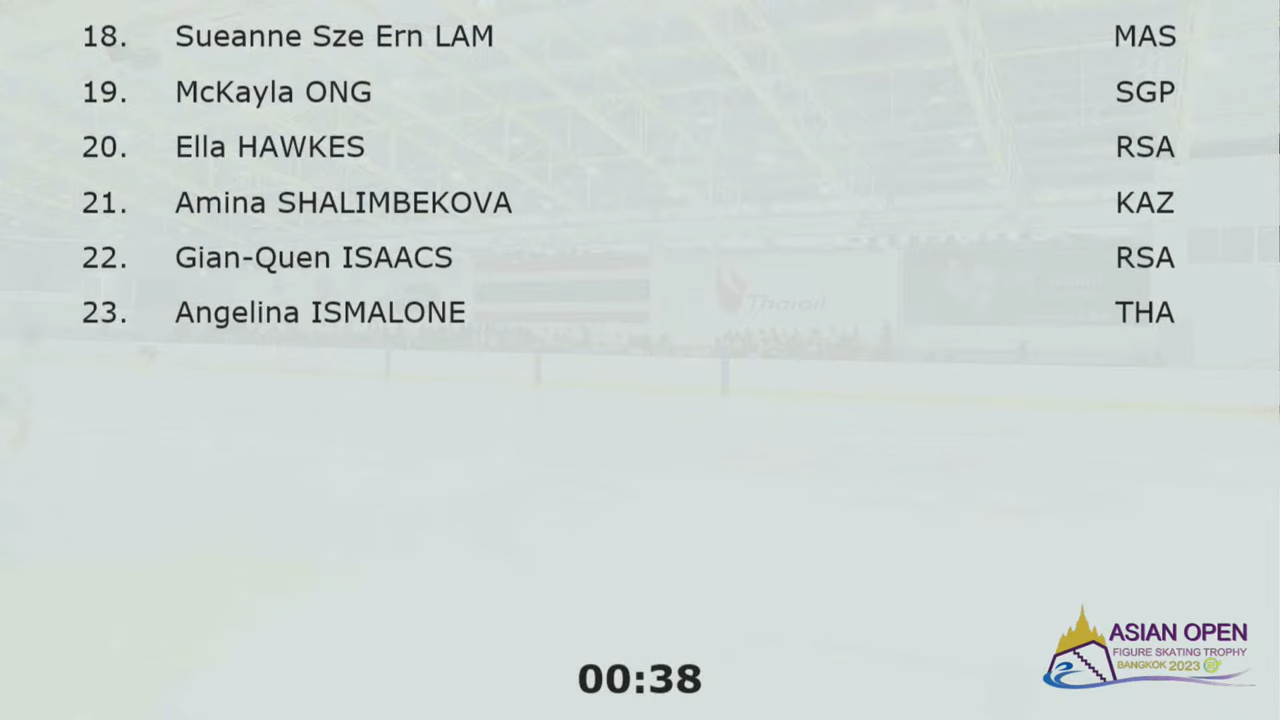 18. Sueanne Sze Ern LAM MAS
19. McKayla ONG SGP
20. Ella HAWKES RSA
21. Amina SHALIMBEKOVA KAZ
22. Gian-Quen ISAACS RSA
23. Angelina ISMALONE THA
Thaioil
00:38
ASIAN OPEN
FIGURE SKATING TROPHY
BANGKOK 2023